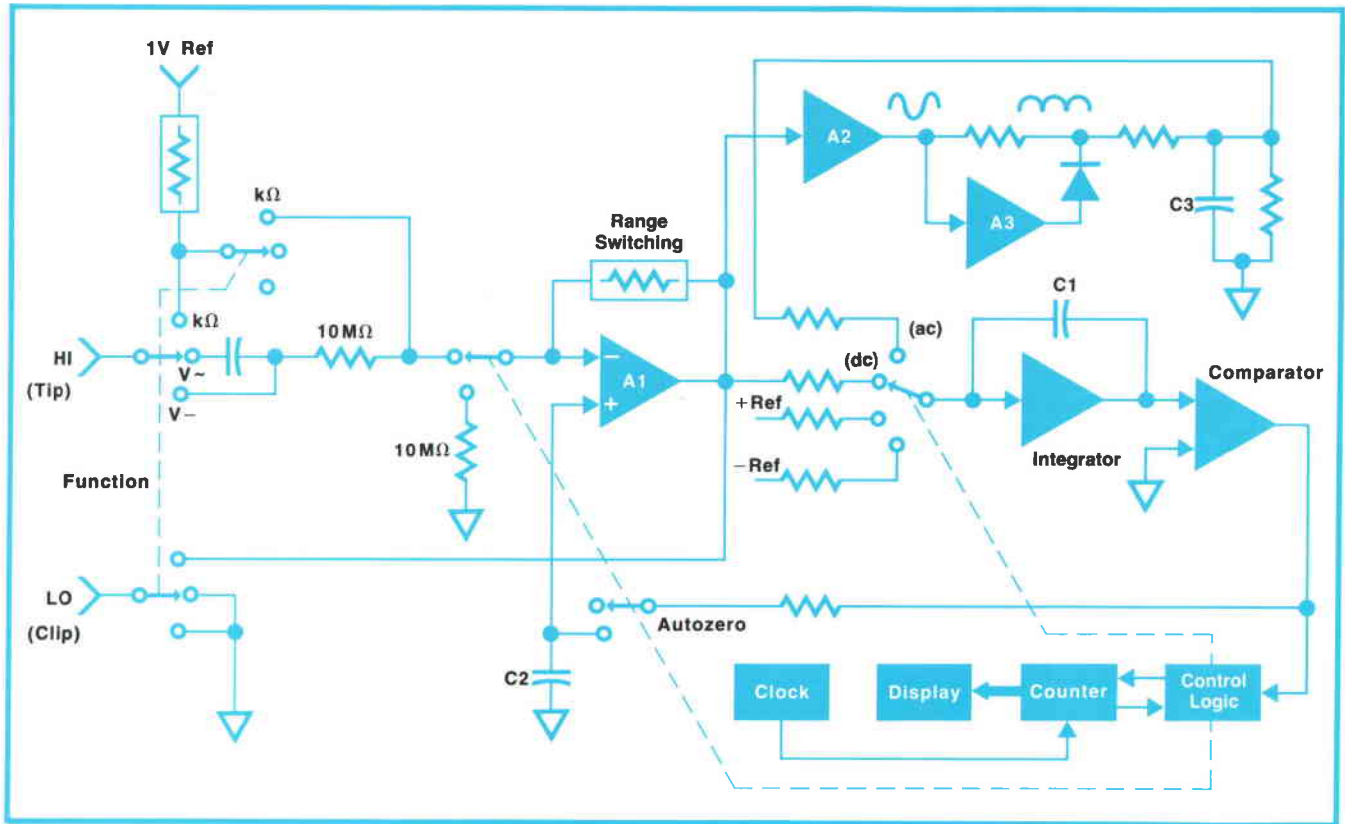 1V Ref
kΩ
kΩ
HI
(Tip)
V~
V−
10MΩ
10MΩ
Function
LO
(Clip)
Range
Switching
A1
−
+
A2
A3
C3
C1
(ac)
(dc)
+Ref
−Ref
Integrator
Comparator
Autozero
C2
Clock
Display
Counter
Control
Logic